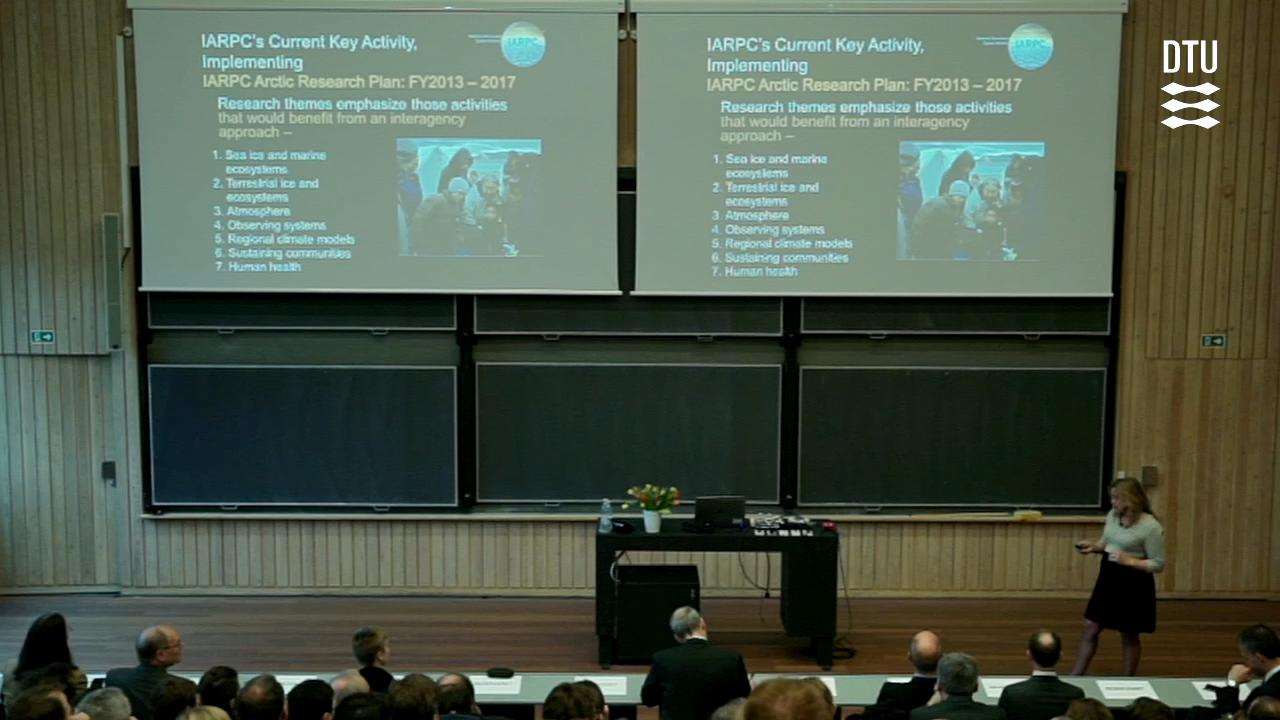 IARPC's Current Key Activity,
Implementing
IARPC Arctic Research Plan: FY2013 – 2017
Research themes emphasize those activities
that would benefit from an interagency
approach –
1. Sea ice and marine
ecosystems
2. Terrestrial ice and
ecosystems
3. Atmosphere
4. Observing systems
5. Regional climate models
6. Sustaining communities
7. Human health
IARPC
IARPC's Current Key Activity,
Implementing
IARPC Arctic Research Plan: FY2013 – 2017
Research themes emphasize those activities
that would benefit from an interagency
approach –
1. Sea ice and marine
ecosystems
2. Terrestrial ice and
ecosystems
3. Atmosphere
4. Observing systems
5. Regional climate models
6. Sustaining communities
7. Human health
IARPC
DTU